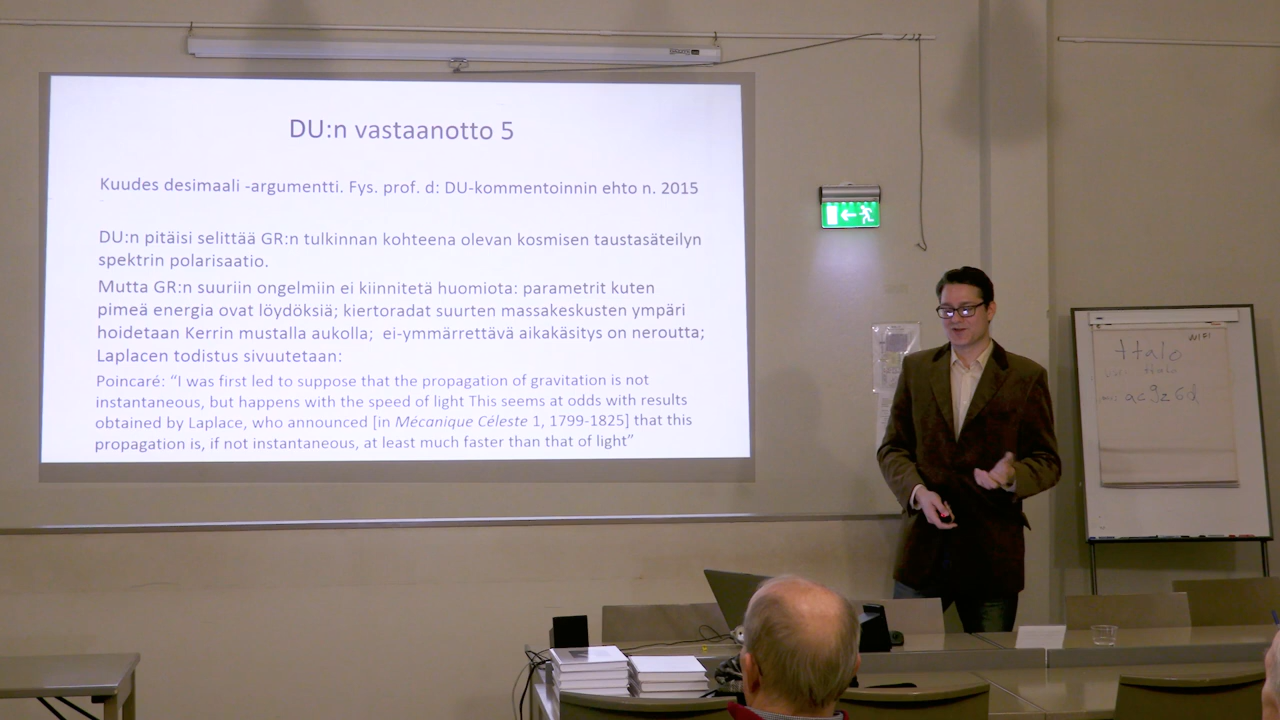 DU:n vastaanotto 5
Kuudes desimaali -argumentti. Fys. prof. d: DU-kommentoinnin ehto n. 2015
DU:n pitäisi selittää GR:n tulkinnan kohteena olevan kosmisen taustasäteilyn
spektrin polarisaatio.
Mutta GR:n suuriin ongelmiin ei kiinnitetä huomiota: parametrit kuten
pimeä energia ovat löydöksiä; kiertoradat suurten massakeskusten ympäri
hoidetaan Kerrin mustalla aukolla; ei-ymmärrettävä aikakäsitys on neroutta;
Laplacen todistus sivuutetaan:
Poincaré: “I was first led to suppose that the propagation of gravitation is not
instantaneous, but happens with the speed of light This seems at odds with results
obtained by Laplace, who announced [in Mécanique Céleste 1, 1799-1825] that this
propagation is, if not instantaneous, at least much faster than that of light”
WIFI
ttalo
ttalo